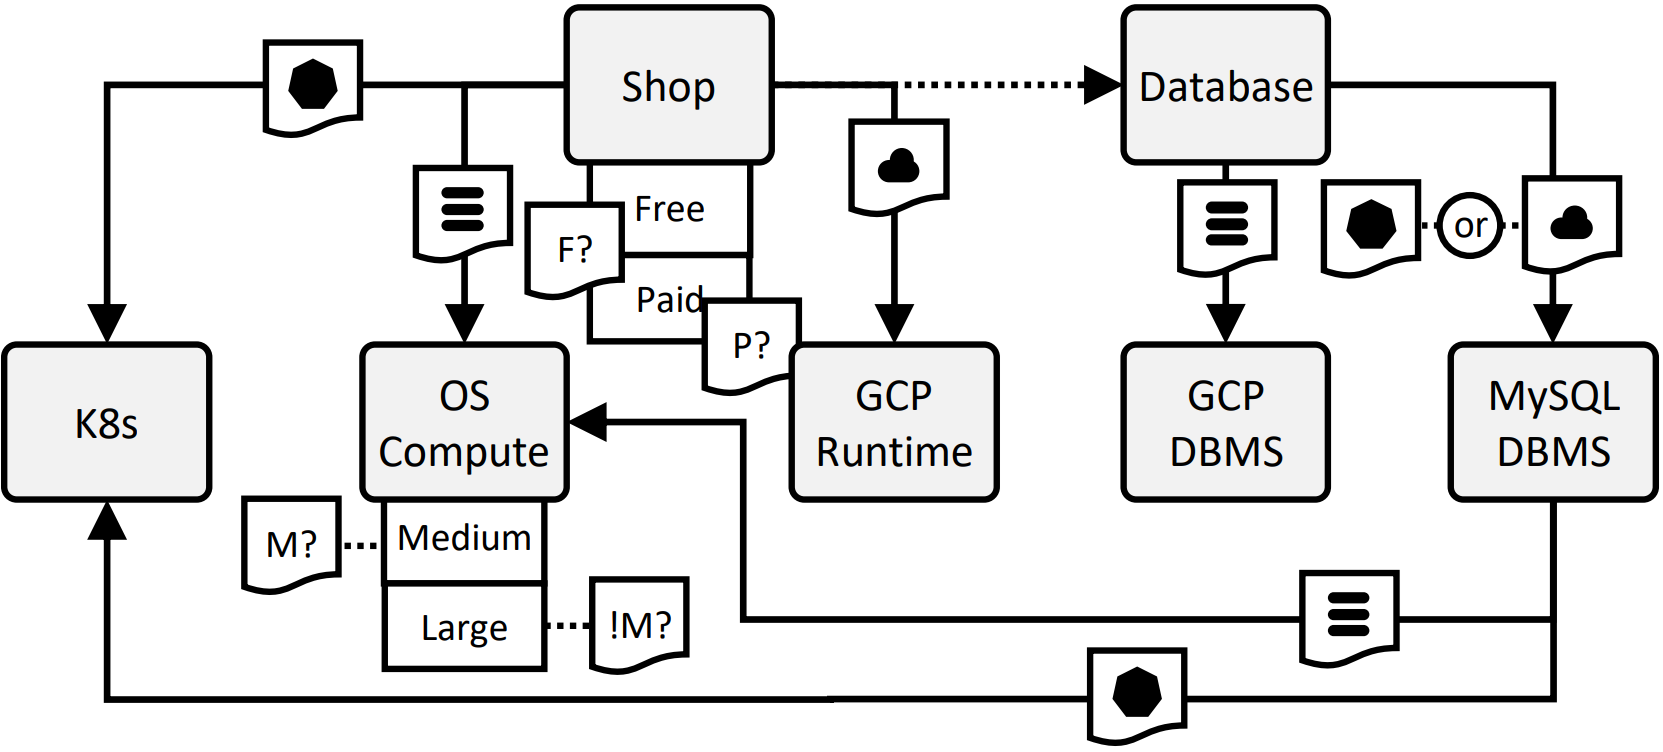 Shop
Database
Free
F?
or
Paid
P?
K8s
OS
Compute
GCP
Runtime
GCP
DBMS
MySQL
DBMS
M?
Medium
Large
!M?